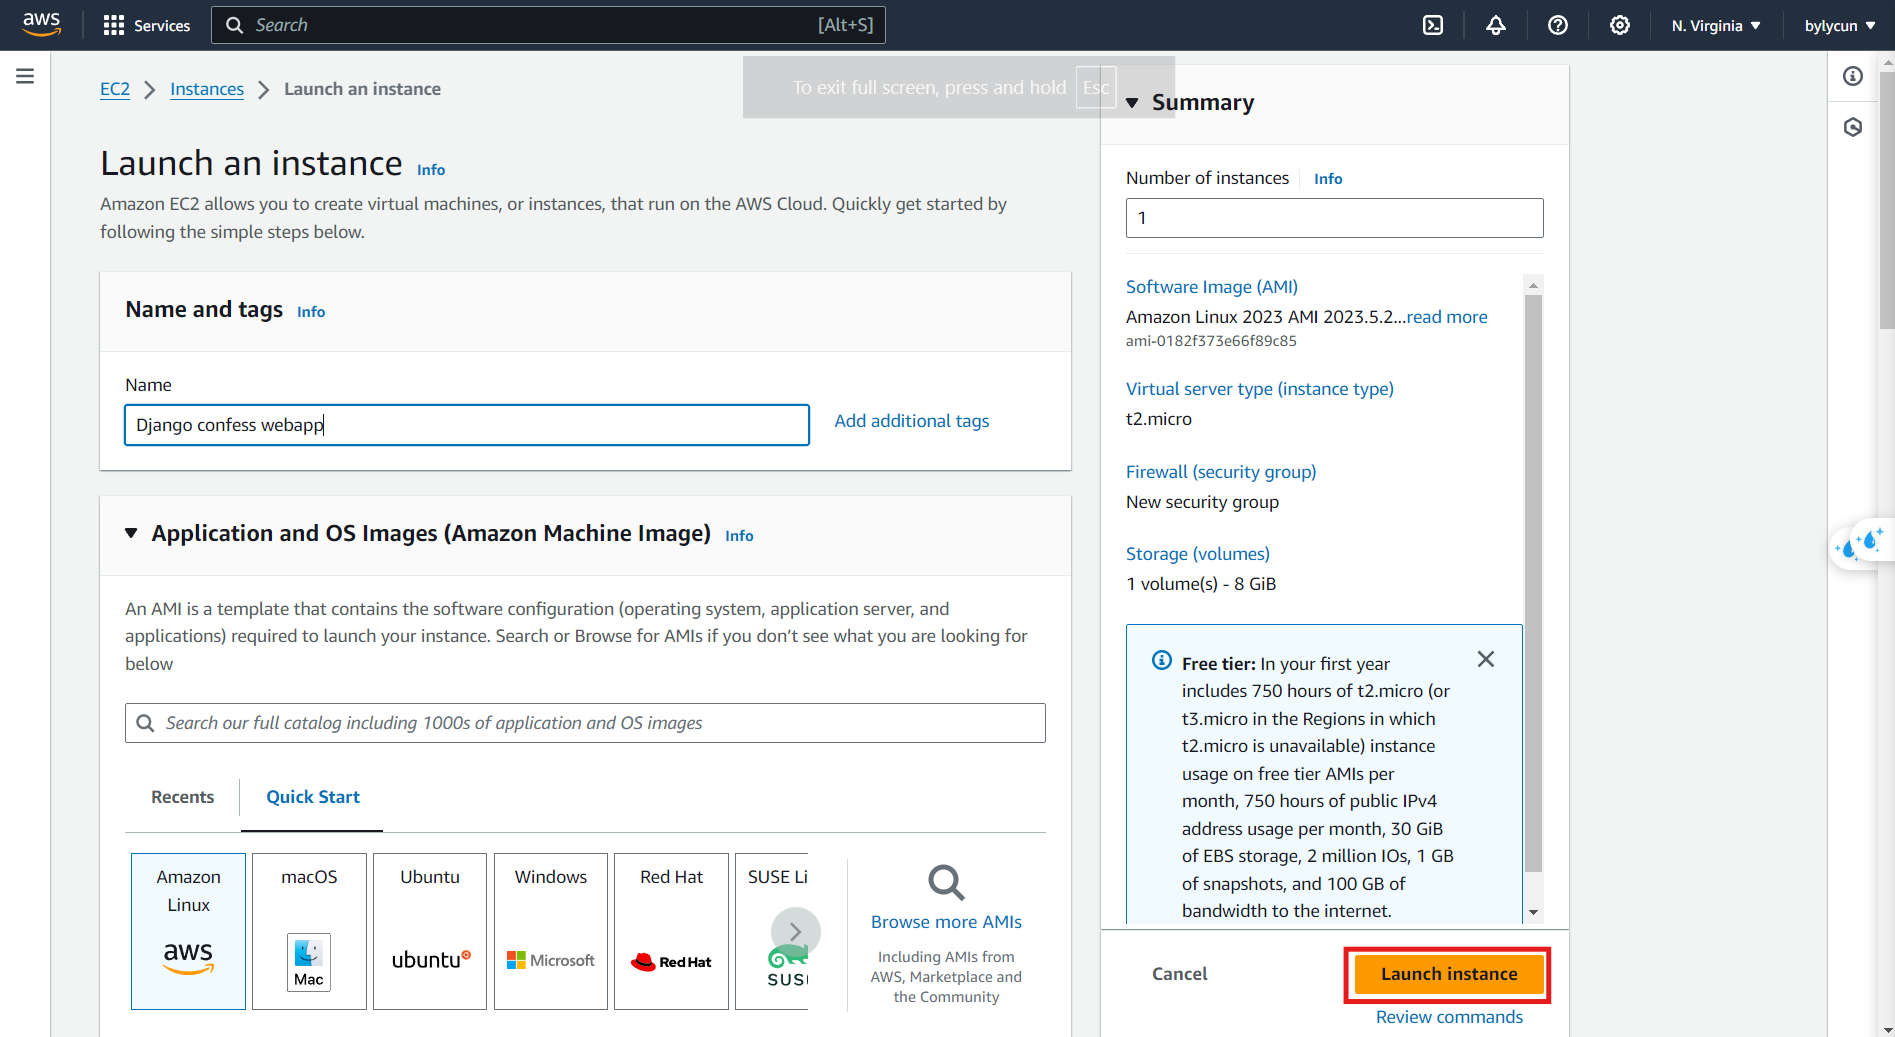 aws
Services
Search
[Alt+S]
N. Virginia
bylycun
EC2
Instances
Launch an instance
To exit full screen, press and hold Esc
Launch an instance Info
Amazon EC2 allows you to create virtual machines, or instances, that run on the AWS Cloud. Quickly get started by
following the simple steps below.
Name and tags Info
Name
Django confess webapp
Add additional tags
Application and OS Images (Amazon Machine Image) Info
An AMI is a template that contains the software configuration (operating system, application server, and
applications) required to launch your instance. Search or Browse for AMIs if you don’t see what you are looking for
below
Search our full catalog including 1000s of application and OS images
Recents
Quick Start
Amazon
Linux
aws
macOS
Mac
Ubuntu
ubuntu
Windows
Microsoft
Red Hat
Red Hat
SUSE Li
SUS
Browse more AMIs
Including AMIs from
AWS, Marketplace and
the Community
Summary
Number of instances Info
1
Software Image (AMI)
Amazon Linux 2023 AMI 2023.5.2...read more
ami-0182f373e66f89c85
Virtual server type (instance type)
t2.micro
Firewall (security group)
New security group
Storage (volumes)
1 volume(s) - 8 GiB
Free tier: In your first year
includes 750 hours of t2.micro (or
t3.micro in the Regions in which
t2.micro is unavailable) instance
usage on free tier AMIs per
month, 750 hours of public IPv4
address usage per month, 30 GiB
of EBS storage, 2 million IOs, 1 GB
of snapshots, and 100 GB of
bandwidth to the internet.
Cancel
Launch instance
Review commands